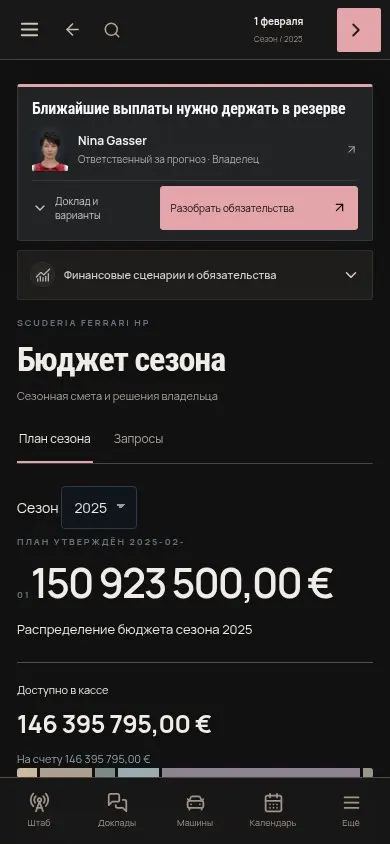 1 февраля
Сезон / 2025
Ближайшие выплаты нужно держать в резерве
Nina Gasser
Ответственный за прогноз · Владелец
Доклад и
варианты
Разобрать обязательства
Финансовые сценарии и обязательства
SCUDERIA FERRARI HP
Бюджет сезона
Сезонная смета и решения владельца
План сезона
Запросы
Сезон 2025
ПЛАН УТВЕРЖДЁН 2025-02-
01 150 923 500,00 €
Распределение бюджета сезона 2025
Доступно в кассе
146 395 795,00 €
На счету 146 395 795,00 €
Штаб
Доклады
Машины
Календарь
Ещё